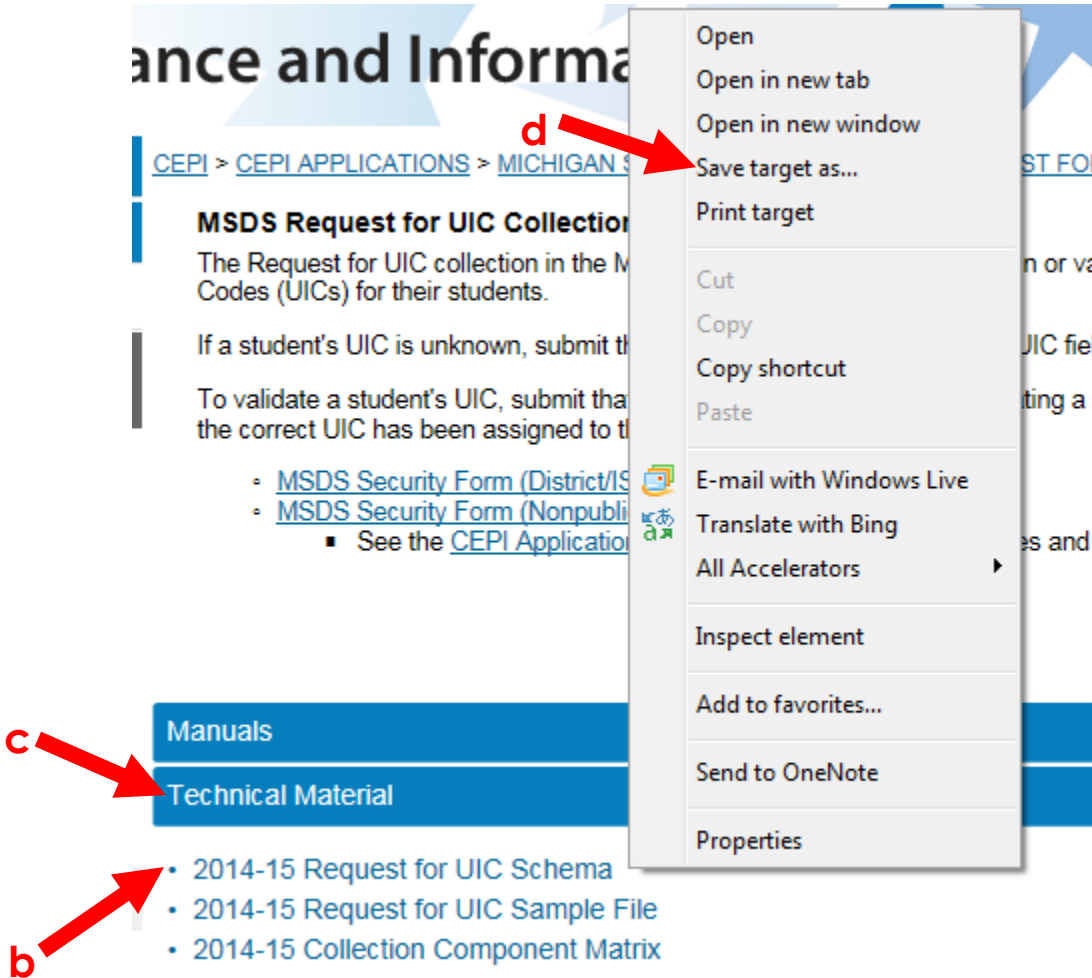 ance and Informa
CEPI > CEPI APPLICATIONS > MICHIGAN S
ST FO
MSDS Request for UIC Collection
The Request for UIC collection in the M
n or va
Codes (UICs) for their students.
If a student's UIC is unknown, submit th
UIC fie
To validate a student's UIC, submit that
ting a
the correct UIC has been assigned to th
• MSDS Security Form (District/IS
• MSDS Security Form (Nonpubli
▪ See the CEPI Application
es and
Open
Open in new tab
Open in new window
d
Save target as...
Print target
Cut
Copy
Copy shortcut
Paste
E-mail with Windows Live
Translate with Bing
All Accelerators
Inspect element
Add to favorites...
Send to OneNote
Properties
Manuals
c
Technical Material
• 2014-15 Request for UIC Schema
• 2014-15 Request for UIC Sample File
• 2014-15 Collection Component Matrix
b